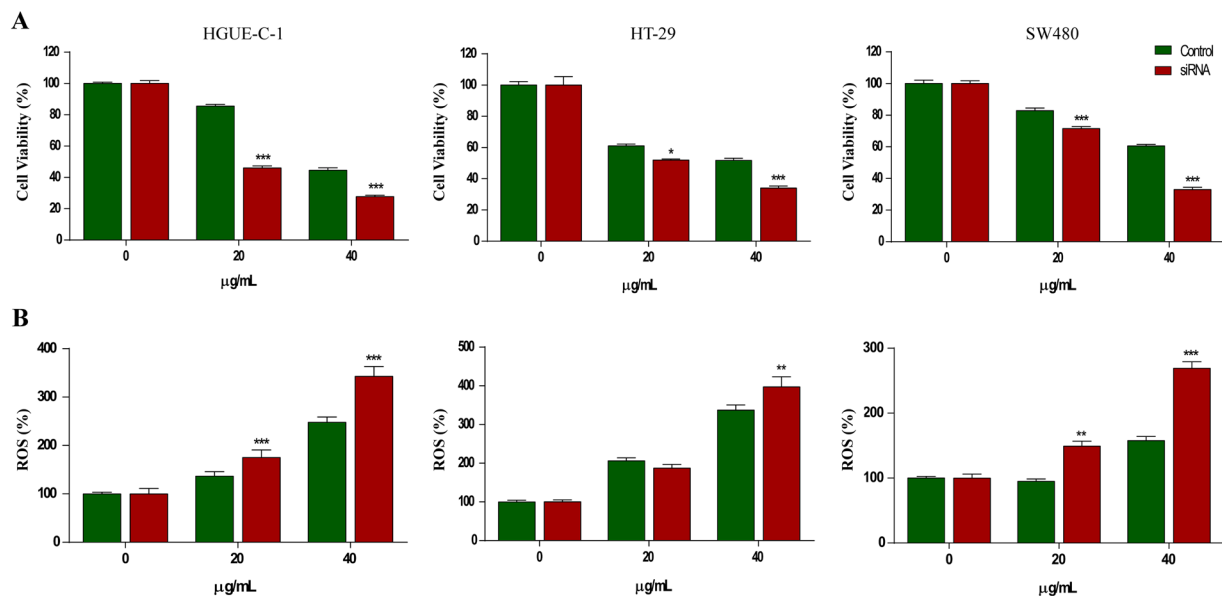 A
HGUE-C-1
HT-29
SW480
Control
siRNA
Cell Viability (%)
120
100
80
60
40
20
0
***
***
0 20 40
µg/mL
Cell Viability (%)
120
100
80
60
40
20
0
*
***
0 20 40
µg/mL
Cell Viability (%)
120
100
80
60
40
20
0
***
***
0 20 40
µg/mL
B
ROS (%)
400
300
200
100
0
***
***
0 20 40
µg/mL
ROS (%)
500
400
300
200
100
0
**
0 20 40
µg/mL
ROS (%)
300
200
100
0
**
***
0 20 40
µg/mL